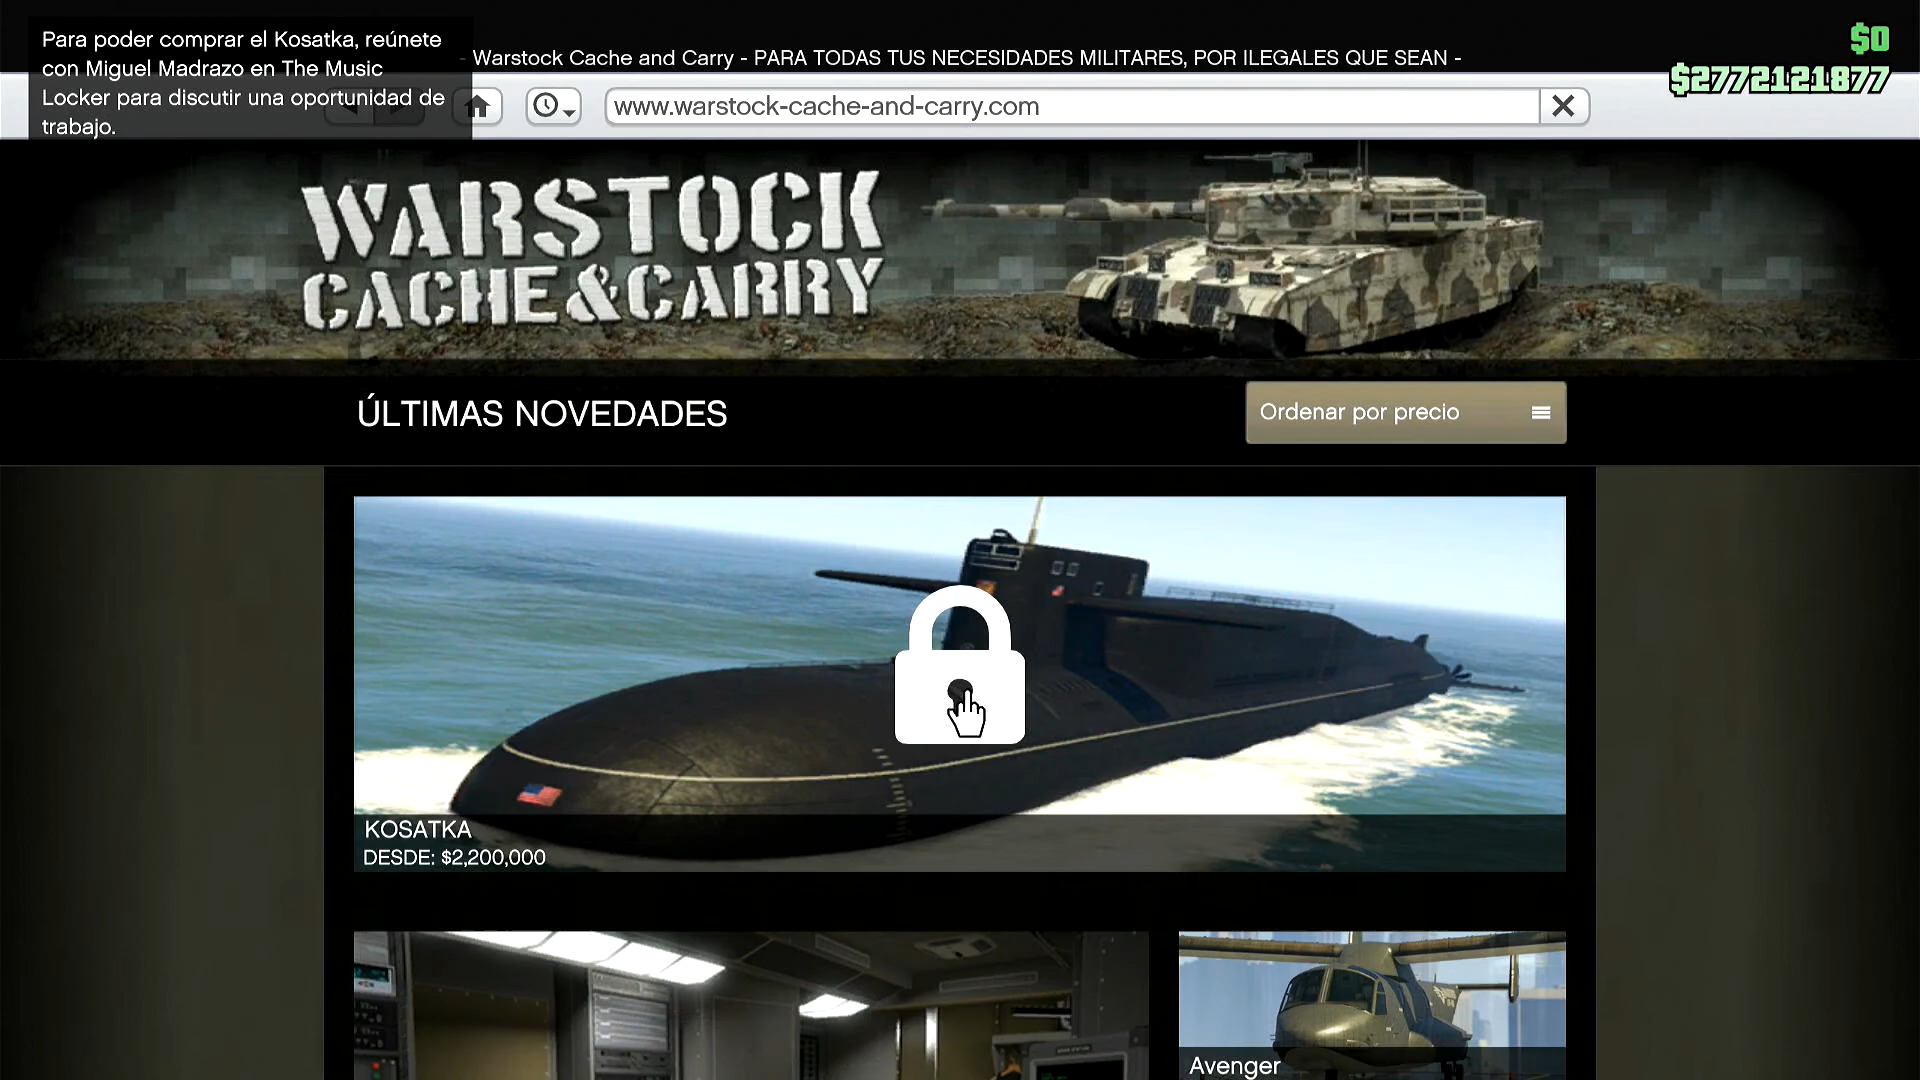 Para poder comprar el Kosatka, reúnete
con Miguel Madrazo en The Music
Locker para discutir una oportunidad de
trabajo.
- Warstock Cache and Carry - PARA TODAS TUS NECESIDADES MILITARES, POR ILEGALES QUE SEAN -
$0
$2772121877
www.warstock-cache-and-carry.com
WARSTOCK
CACHE & CARRY
ÚLTIMAS NOVEDADES
Ordenar por precio
KOSATKA
DESDE: $2,200,000
Avenger